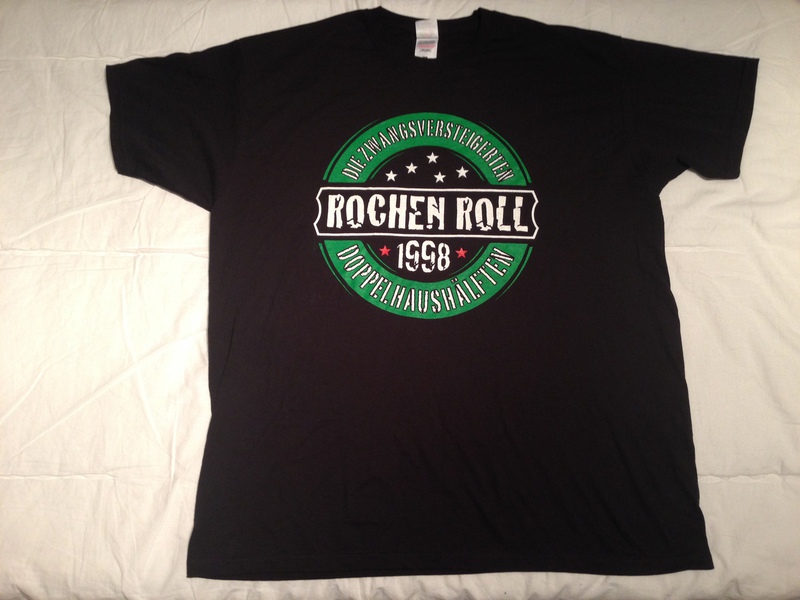 DIE ZWANGSVERSTEIGERTEN
ROCHEN ROLL
1998
DOPPELHAUSHÄLFTEN